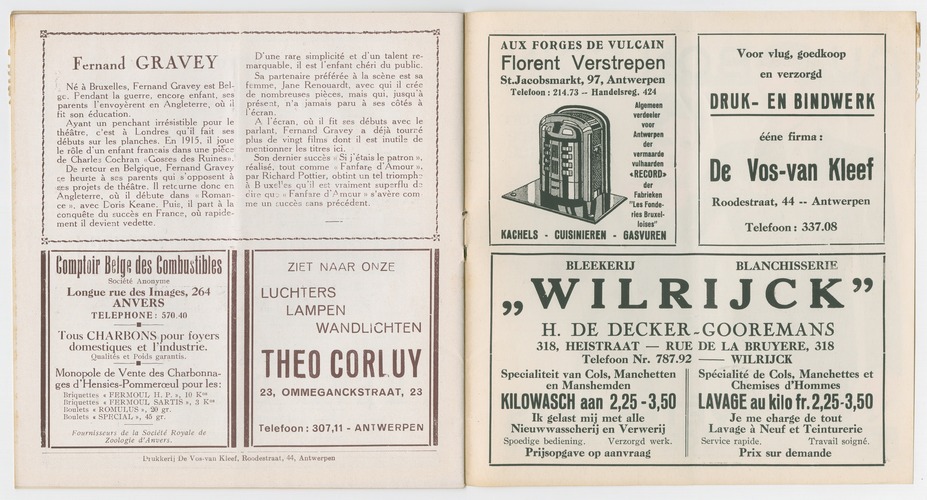 Fernand GRAVEY
Né à Bruxelles, Fernand Gravey est Bel-
ge. Pendant la guerre, encore enfant, ses
parents l'envoyèrent en Angleterre, où il
fit son éducation.
Ayant un penchant irrésistible pour le
théâtre, c'est à Londres qu'il fait ses
débuts sur les planches. En 1915, il joue
le rôle d'un enfant français dans une pièce
de Charles Cochran «Gosses des Ruines».
De retour en Belgique, Fernand Gravey
se heurte à ses parents qui s'opposent à
ses projets de théâtre. Il retourne donc en
Angleterre, où il débute dans «Roman-
ce», avec Doris Keane. Puis, il part à la
conquête du succès en France, où rapide-
ment il devient vedette.
D'une rare simplicité et d'un talent re-
marquable, il est l'enfant chéri du public.
Sa partenaire préférée à la scène est sa
femme, Jane Renouardt, avec qui il crée
de nombreuses pièces, mais qui, jusqu'à
présent, n'a jamais paru à ses côtés à
l'écran.
A l'écran, où il fit ses débuts avec le
parlant, Fernand Gravey a déjà tourné
plus de vingt films dont il est inutile de
mentionner les titres ici.
Son dernier succès «Si j'étais le patron»,
réalisé, tout comme «Fanfare d'Amour»,
par Richard Pottier, obtint un tel triomphe
à Bruxelles qu'il est vraiment superflu de
dire que «Fanfare d'Amour» s'avère com-
me un succès sans précédent.
Comptoir Belge des Combustibles
Société Anonyme
Longue rue des Images, 264
ANVERS
TELEPHONE: 570.40
Tous CHARBONS pour foyers
domestiques et l'industrie.
Qualités et Poids garantis.
Monopole de Vente des Charbonna-
ges d'Hensies-Pommerœul pour les:
Briquettes « FERMOUL H. P. », 10 Kos
Briquettes « FERMOUL SARTIS », 3 Kos
Boulets « ROMULUS », 20 gr.
Boulets « SPECIAL », 45 gr.
Fournisseurs de la Société Royale de
Zoologie d'Anvers.
ZIET NAAR ONZE
LUCHTERS
LAMPEN
WANDLICHTEN
THEO CORLUY
23, OMMEGANCKSTRAAT, 23
Telefoon: 307,11 - ANTWERPEN
Drukkerij De Vos-van Kleef, Roodestraat, 44, Antwerpen
AUX FORGES DE VULCAIN
Florent Verstrepen
St.Jacobsmarkt, 97, Antwerpen
Telefoon: 214.73 -- Handelsreg. 424
Algemeen
verdeeler
voor
Antwerpen
der
vermaarde
vulhaarden
«RECORD»
der
Fabrieken
"Les Fonde-
ries Bruxel-
loises"
KACHELS - CUISINIEREN - GASVUREN
Voor vlug, goedkoop
en verzorgd
DRUK- EN BINDWERK
ééne firma:
De Vos-van Kleef
Roodestraat, 44 -- Antwerpen
Telefoon: 337.08
BLEEKERIJ BLANCHISSERIE
„WILRIJCK”
H. DE DECKER-GOOREMANS
318, HEISTRAAT — RUE DE LA BRUYERE, 318
Telefoon Nr. 787.92 —— WILRIJCK
Specialiteit van Cols, Manchetten
en Manshemden
KILOWASCH aan 2,25-3,50
Ik gelast mij met alle
Nieuwwasscherij en Verwerij
Spoedige bediening. Verzorgd werk.
Prijsopgave op aanvraag
Spécialité de Cols, Manchettes et
Chemises d'Hommes
LAVAGE au kilo fr. 2,25-3,50
Je me charge de tout
Lavage à Neuf et Teinturerie
Service rapide. Travail soigné.
Prix sur demande